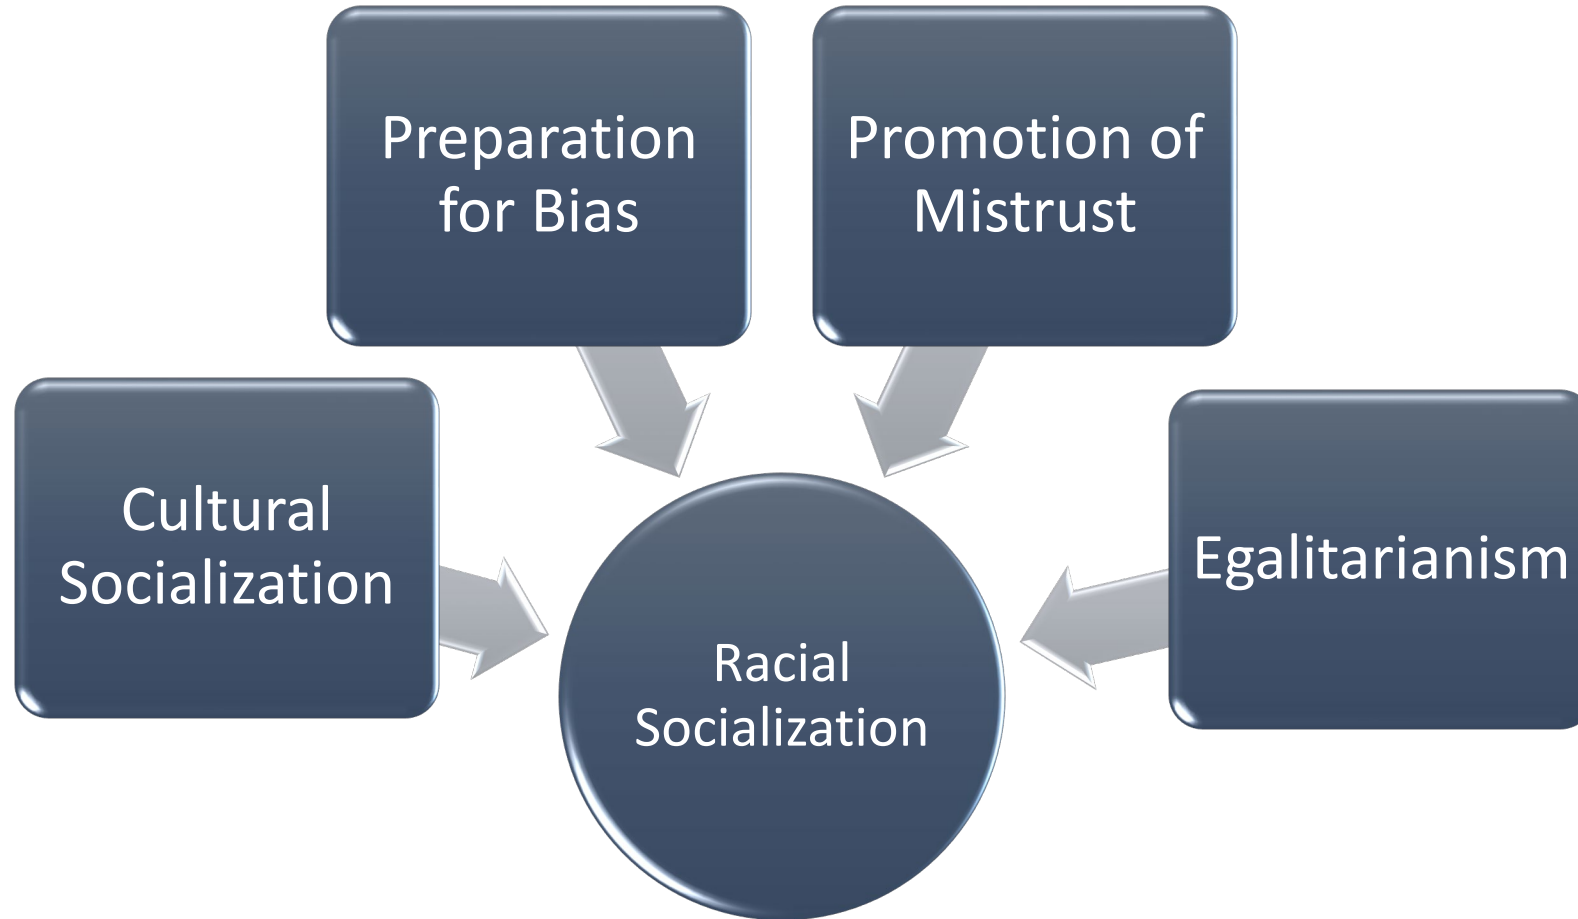 Preparation
for Bias
Promotion of
Mistrust
Cultural
Socialization
Egalitarianism
Racial
Socialization